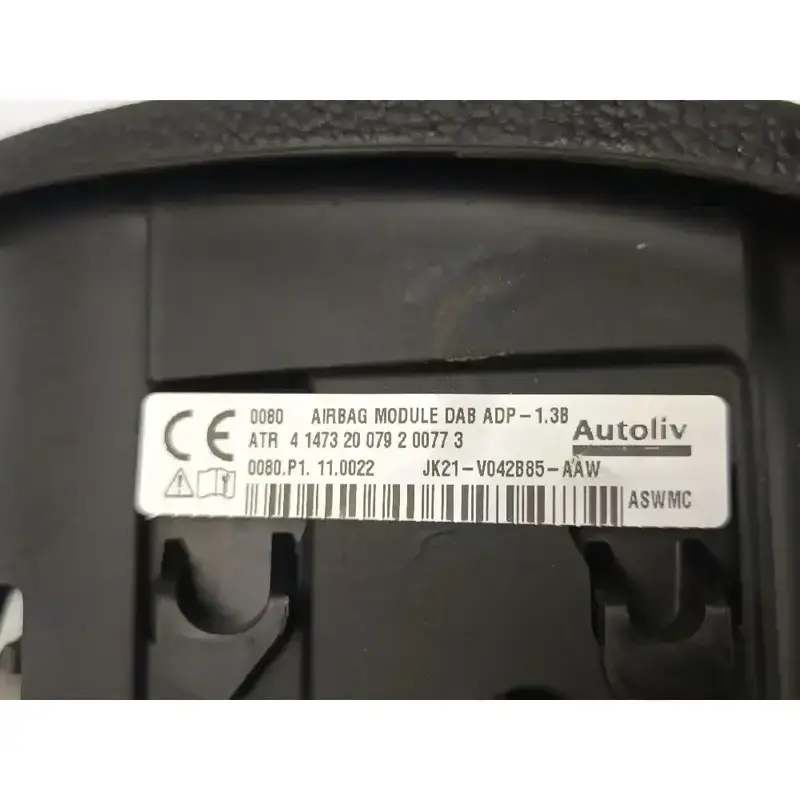 CE 0080 AIRBAG MODULE DAB ADP-1.3B
ATR 4 1473 20 079 2 0077 3 Autoliv
0080.P1. 11.0022 JK21-V042B85-AAW
ASWMC